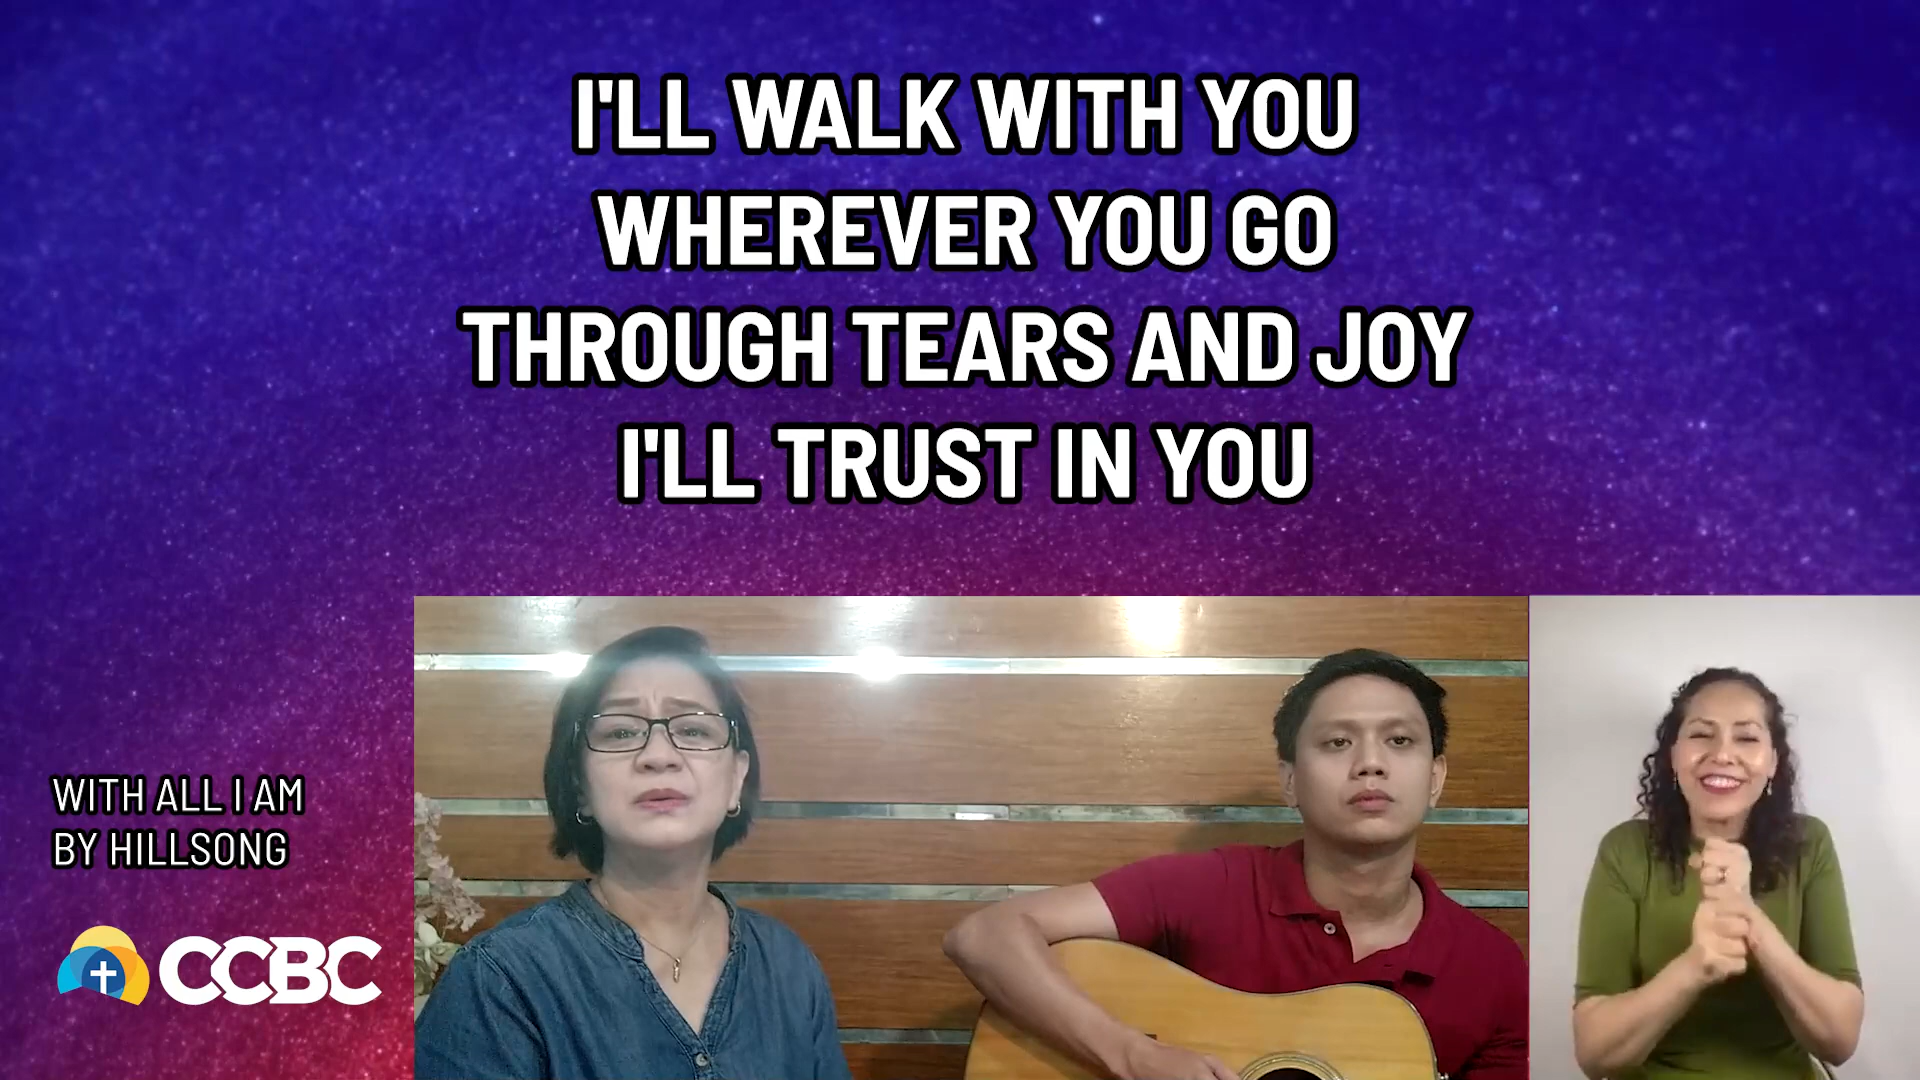 I'LL WALK WITH YOU
WHEREVER YOU GO
THROUGH TEARS AND JOY
I'LL TRUST IN YOU
WITH ALL I AM
BY HILLSONG
CCBC